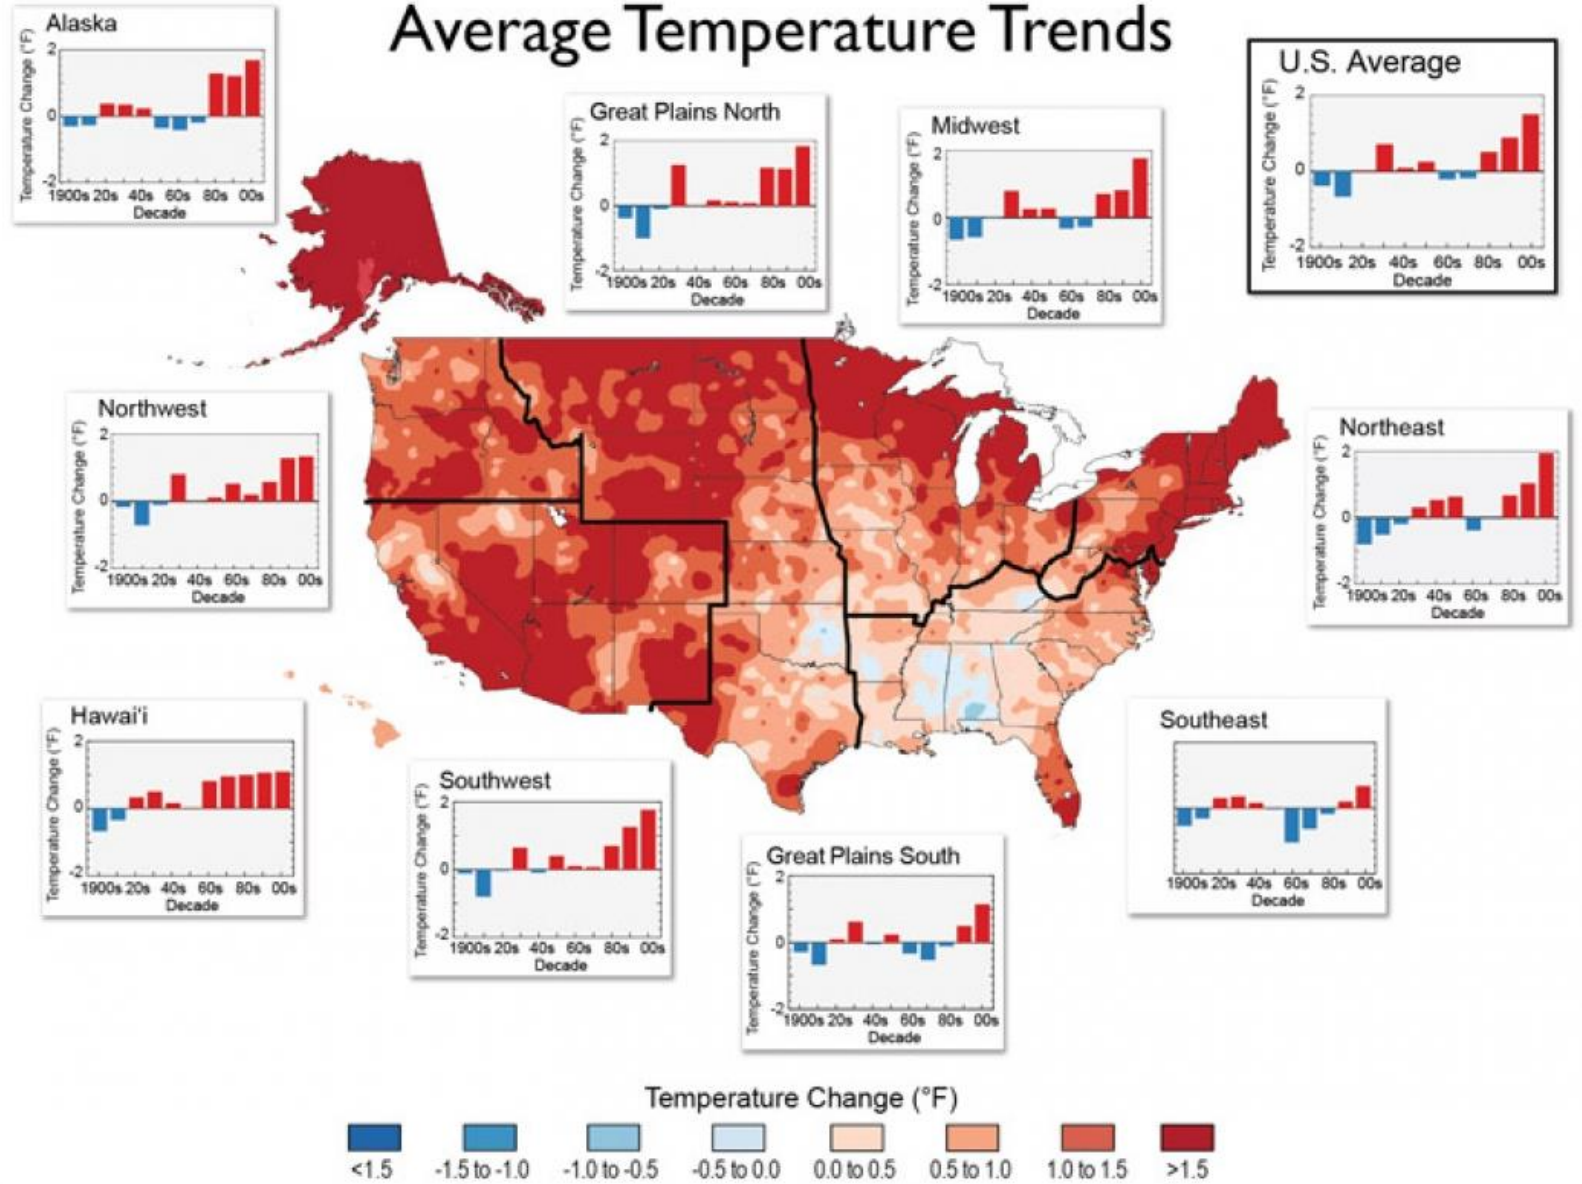 Average Temperature Trends
Alaska
Temperature Change (°F)
2
0
-2
1900s 20s 40s 60s 80s 00s
Decade
Great Plains North
Temperature Change (°F)
2
0
-2
1900s 20s 40s 60s 80s 00s
Decade
Midwest
Temperature Change (°F)
2
0
-2
1900s 20s 40s 60s 80s 00s
Decade
U.S. Average
Temperature Change (°F)
2
0
-2
1900s 20s 40s 60s 80s 00s
Decade
Northwest
Temperature Change (°F)
2
0
-2
1900s 20s 40s 60s 80s 00s
Decade
Northeast
Temperature Change (°F)
2
0
-2
1900s 20s 40s 60s 80s 00s
Decade
Hawai'i
Temperature Change (°F)
2
0
-2
1900s 20s 40s 60s 80s 00s
Decade
Southwest
Temperature Change (°F)
2
0
-2
1900s 20s 40s 60s 80s 00s
Decade
Great Plains South
Temperature Change (°F)
2
0
-2
1900s 20s 40s 60s 80s 00s
Decade
Southeast
1900s 20s 40s 60s 80s 00s
Decade
Temperature Change (°F)
<1.5 -1.5 to -1.0 -1.0 to -0.5 -0.5 to 0.0 0.0 to 0.5 0.5 to 1.0 1.0 to 1.5 >1.5